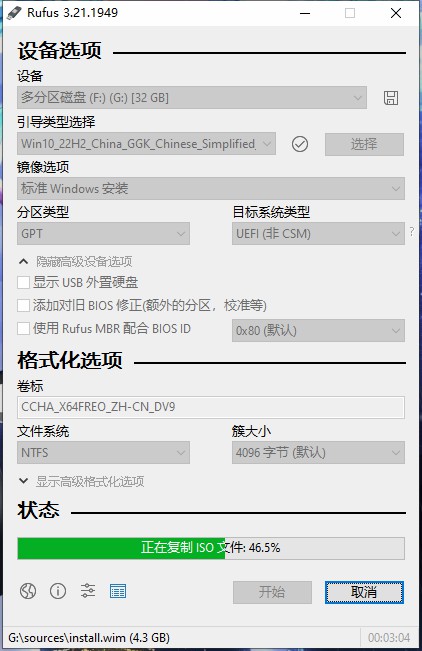 Rufus 3.21.1949
设备选项
设备
多分区磁盘 (F:) (G:) [32 GB]
引导类型选择
Win10_22H2_China_GGK_Chinese_Simplified_
选择
镜像选项
标准 Windows 安装
分区类型
目标系统类型
GPT
UEFI (非 CSM)
?
隐藏高级设备选项
显示 USB 外置硬盘
添加对旧 BIOS 修正(额外的分区，校准等)
使用 Rufus MBR 配合 BIOS ID
0x80 (默认)
格式化选项
卷标
CCHA_X64FREO_ZH-CN_DV9
文件系统
簇大小
NTFS
4096 字节 (默认)
显示高级格式化选项
状态
正在复制 ISO 文件: 46.5%
开始
取消
G:\sources\install.wim (4.3 GB)
00:03:04